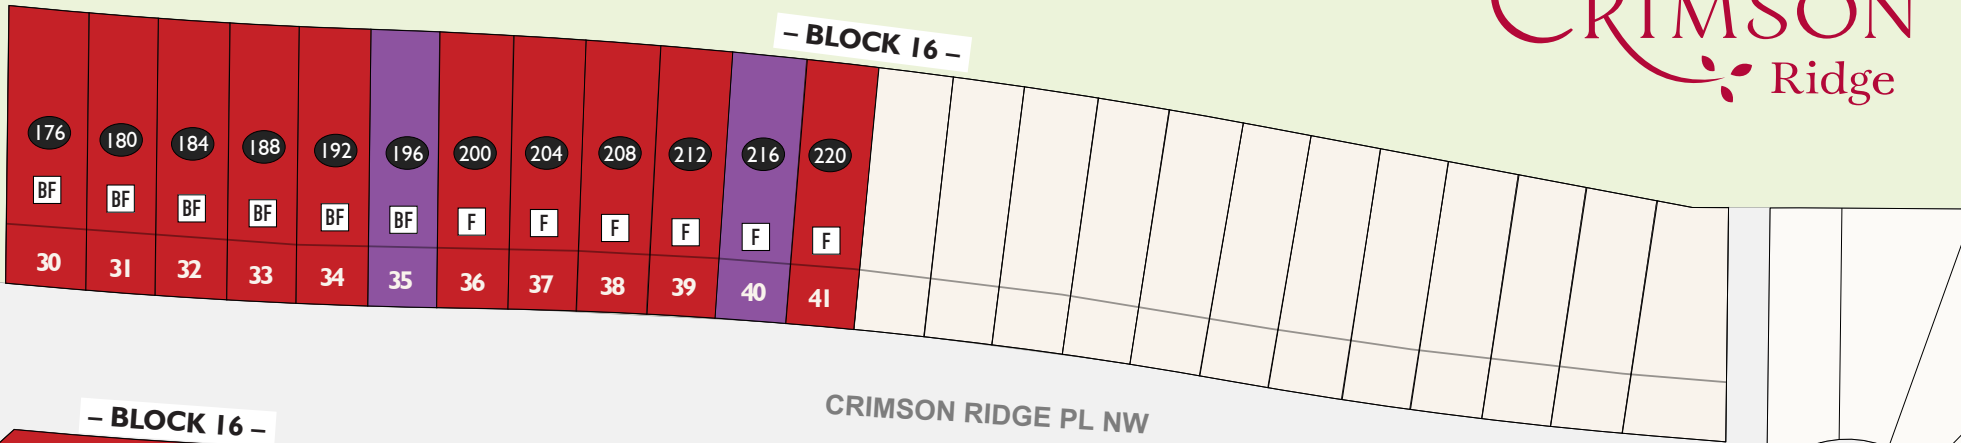 CRIMSON
Ridge
– BLOCK 16 –
176 180 184 188 192 196 200 204 208 212 216 220
BF BF BF BF BF BF F F F F F F
30 31 32 33 34 35 36 37 38 39 40 41
CRIMSON RIDGE PL NW
– BLOCK 16 –